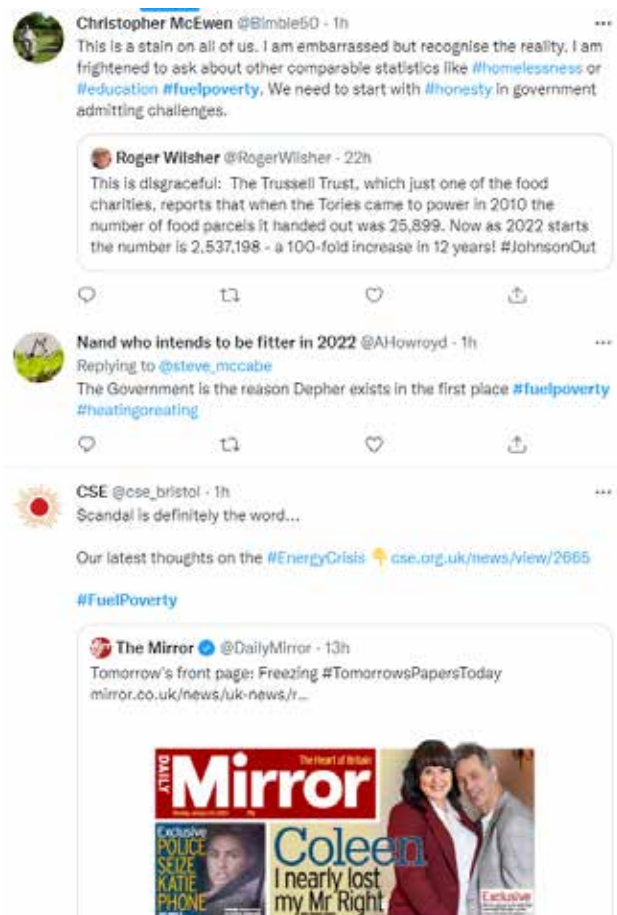 Christopher McEwen @Bimble50 · 1h
This is a stain on all of us. I am embarrassed but recognise the reality. I am
frightened to ask about other comparable statistics like #homelessness or
#education #fuelpoverty. We need to start with #honesty in government
admitting challenges.
Roger Wilsher @RogerWilsher · 22h
This is disgraceful: The Trussell Trust, which just one of the food
charities, reports that when the Tories came to power in 2010 the
number of food parcels it handed out was 25,899. Now as 2022 starts
the number is 2,537,198 - a 100-fold increase in 12 years! #JohnsonOut
Nand who intends to be fitter in 2022 @AHowroyd · 1h
Replying to @steve_mccabe
The Government is the reason Depher exists in the first place #fuelpoverty
#heatingoreating
CSE @cse_bristol · 1h
Scandal is definitely the word...
Our latest thoughts on the #EnergyCrisis 👇 cse.org.uk/news/view/2665
#FuelPoverty
The Mirror @DailyMirror · 13h
Tomorrow's front page: Freezing #TomorrowsPapersToday
mirror.co.uk/news/uk-news/r...
DAILY
The Heart of Britain
Mirror
Exclusive
POLICE
SEIZE
KATIE
PHONE
Coleen
I nearly lost
my Mr Right
Exclusive